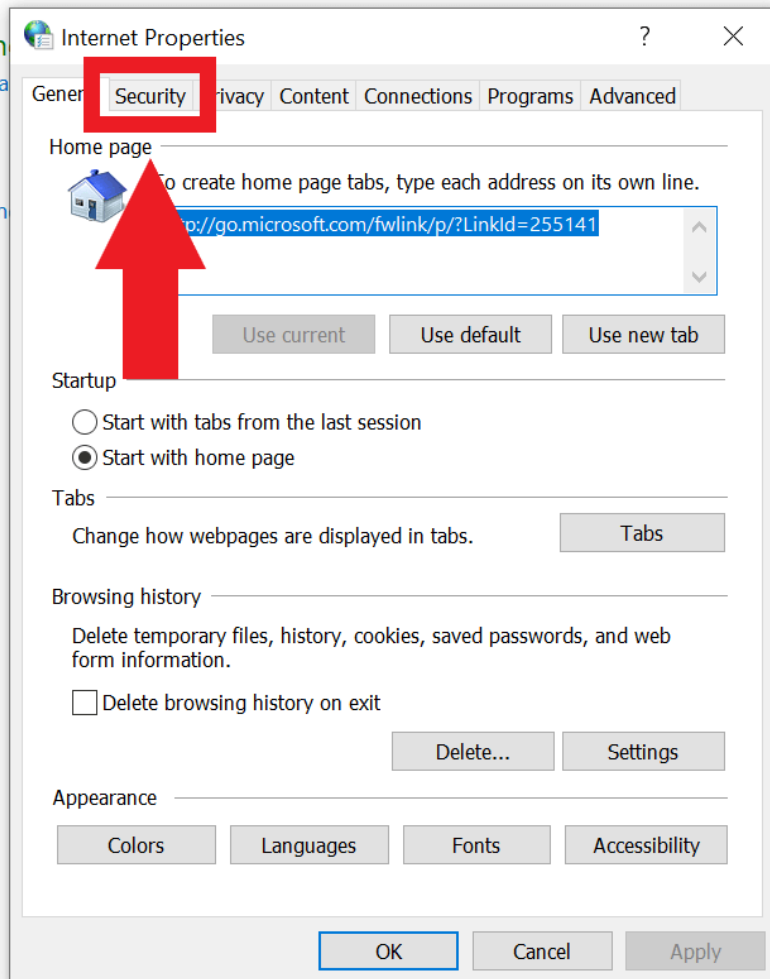 Internet Properties
?
Security
Content
Connections
Programs
Advanced
Home page
create home page tabs, type each address on its own line.
://go.microsoft.com/fwlink/p/?LinkId=255141
Use current
Use default
Use new tab
Startup
Start with tabs from the last session
Start with home page
Tabs
Change how webpages are displayed in tabs.
Tabs
Browsing history
Delete temporary files, history, cookies, saved passwords, and web
form information.
Delete browsing history on exit
Delete...
Settings
Appearance
Colors
Languages
Fonts
Accessibility
OK
Cancel
Apply